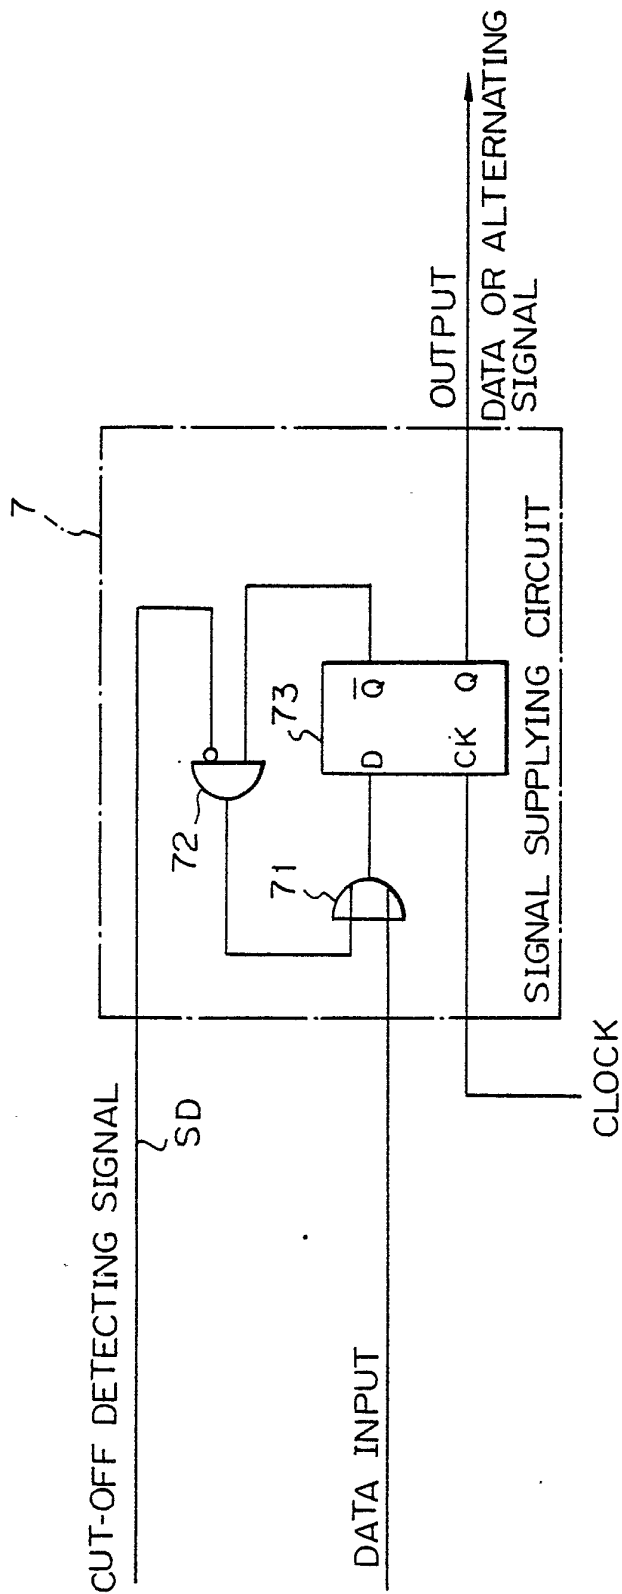 7
CUT-OFF DETECTING SIGNAL
SD
72
71
73
D
Q̅
CK
Q
DATA INPUT
CLOCK
SIGNAL SUPPLYING CIRCUIT
OUTPUT
DATA OR ALTERNATING
SIGNAL